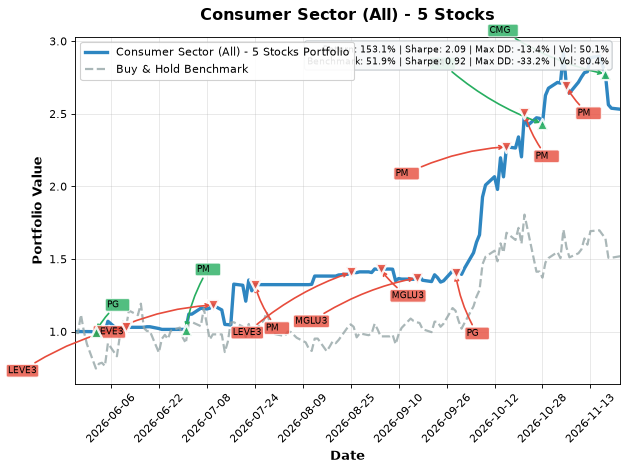 Consumer Sector (All) - 5 Stocks
CMG
Consumer Sector (All) - 5 Stocks Portfolio
153.1% | Sharpe: 2.09 | Max DD: -13.4% | Vol: 50.1%
Buy & Hold Benchmark
51.9% | Sharpe: 0.92 | Max DD: -33.2% | Vol: 80.4%
3.0
2.5
2.0
1.5
1.0
Portfolio Value
PM
PM
PM
PM
PG
LEVE3
LEVE3
LEVE3
PM
MGLU3
MGLU3
PG
2026-06-06
2026-06-22
2026-07-08
2026-07-24
2026-08-09
2026-08-25
2026-09-10
2026-09-26
2026-10-12
2026-10-28
2026-11-13
Date